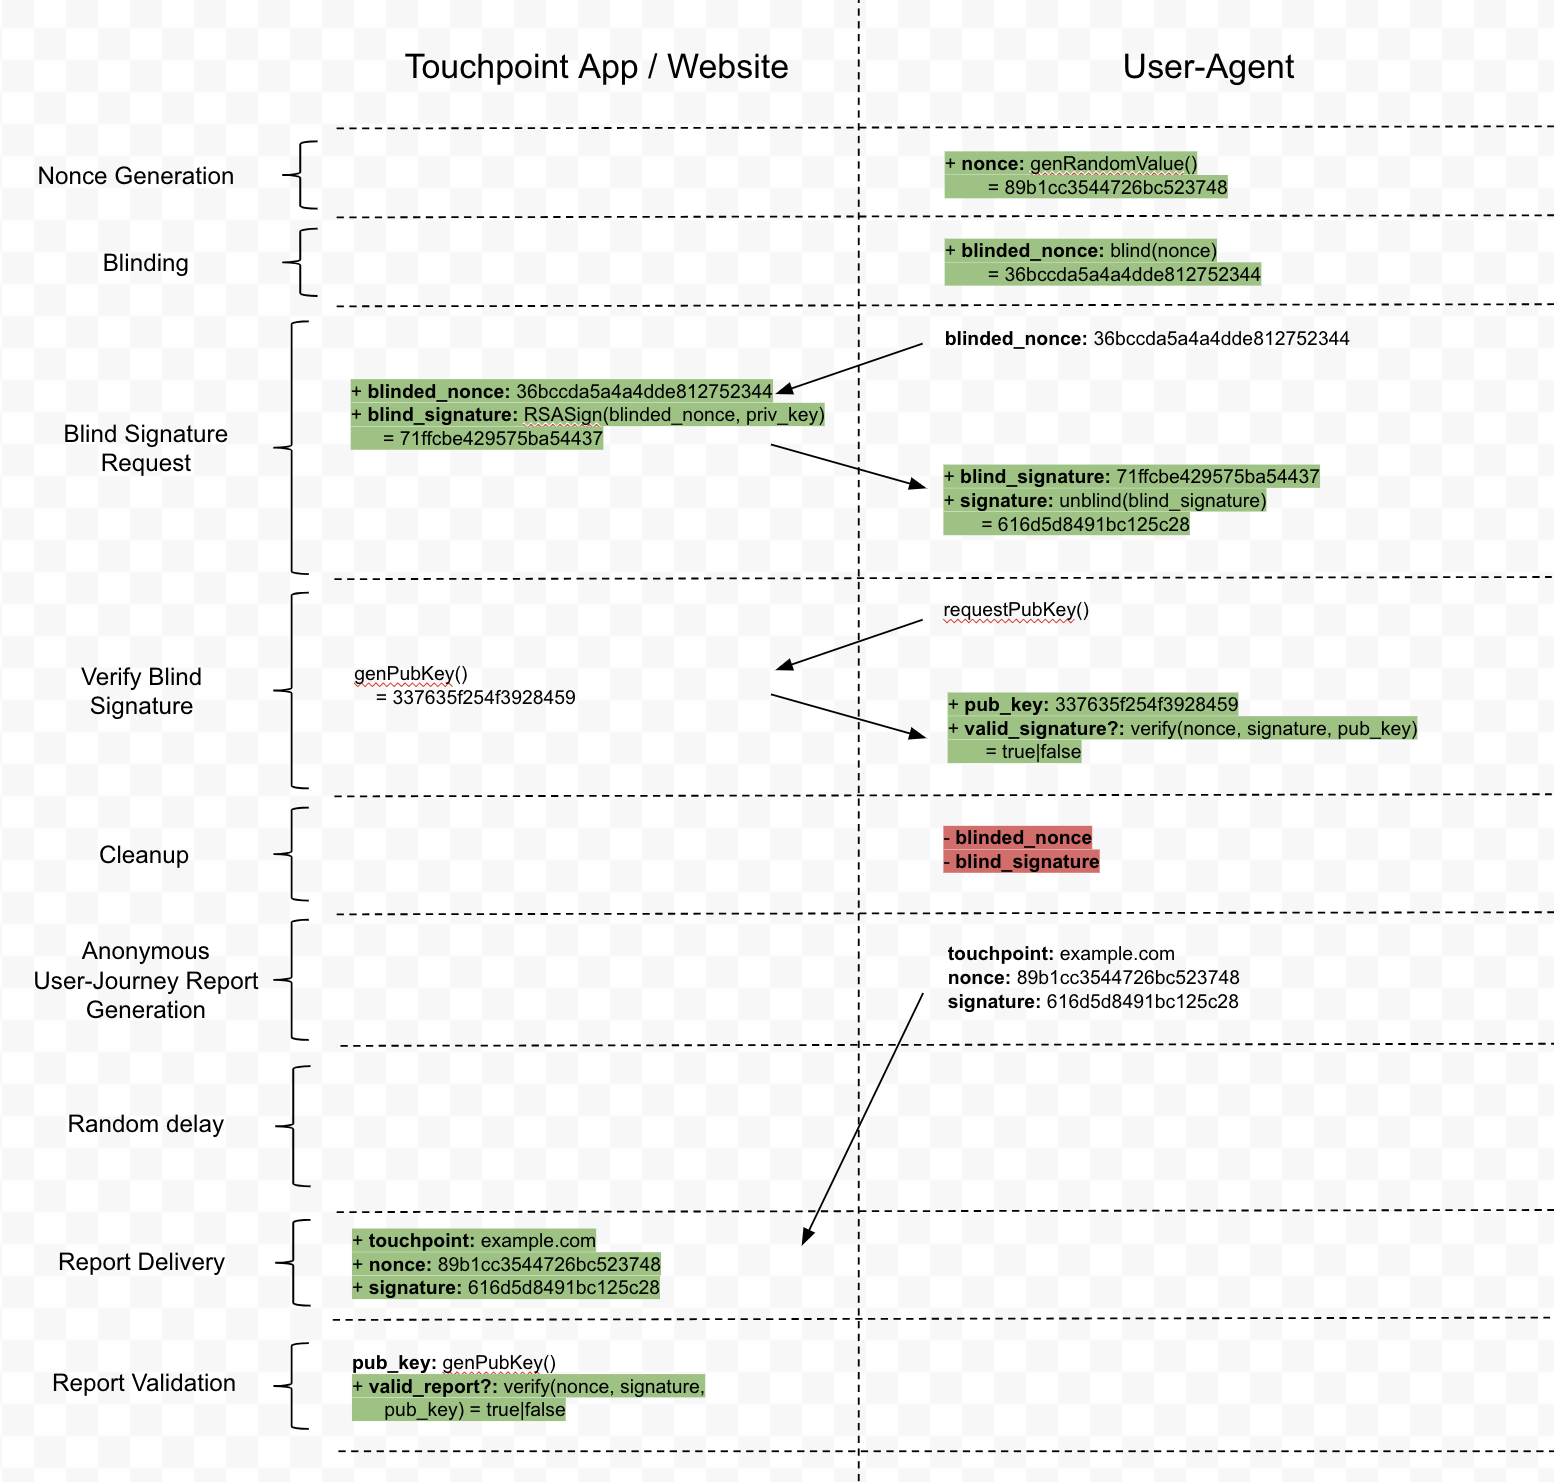 Touchpoint App / Website
User-Agent
Nonce Generation
+ nonce: genRandomValue()
= 89b1cc3544726bc523748
Blinding
+ blinded_nonce: blind(nonce)
= 36bccda5a4a4dde812752344
Blind Signature
Request
blinded_nonce: 36bccda5a4a4dde812752344
+ blinded_nonce: 36bccda5a4a4dde812752344
+ blind_signature: RSASign(blinded_nonce, priv_key)
= 71ffcbe429575ba54437
+ blind_signature: 71ffcbe429575ba54437
+ signature: unblind(blind_signature)
= 616d5d8491bc125c28
Verify Blind
Signature
requestPubKey()
genPubKey()
= 337635f254f3928459
+ pub_key: 337635f254f3928459
+ valid_signature?: verify(nonce, signature, pub_key)
= true|false
Cleanup
- blinded_nonce
- blind_signature
Anonymous
User-Journey Report
Generation
touchpoint: example.com
nonce: 89b1cc3544726bc523748
signature: 616d5d8491bc125c28
Random delay
Report Delivery
+ touchpoint: example.com
+ nonce: 89b1cc3544726bc523748
+ signature: 616d5d8491bc125c28
Report Validation
pub_key: genPubKey()
+ valid_report?: verify(nonce, signature,
pub_key) = true|false